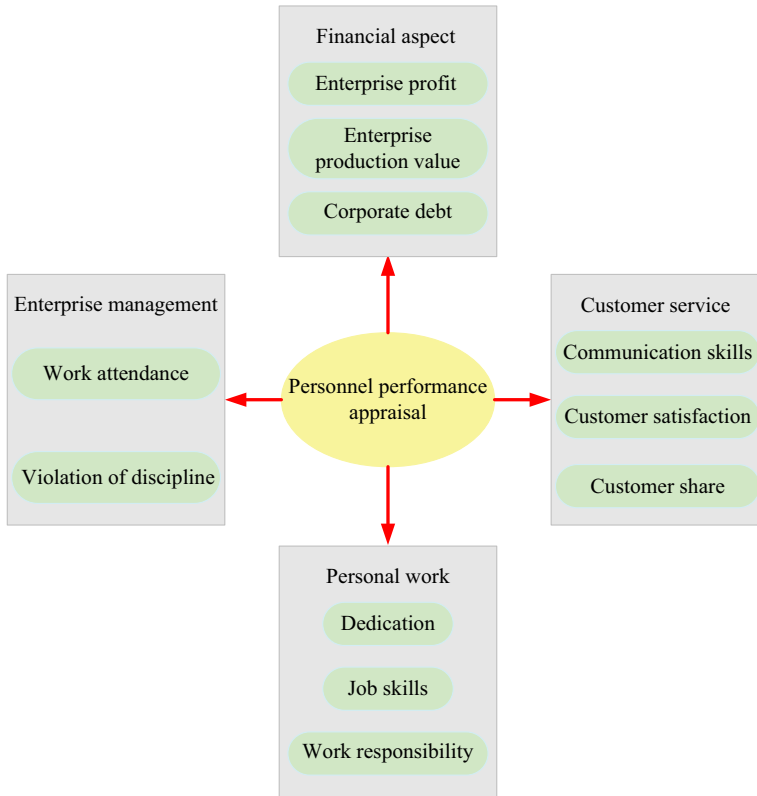 Financial aspect
Enterprise profit
Enterprise
production value
Corporate debt
Enterprise management
Work attendance
Violation of discipline
Personnel performance
appraisal
Customer service
Communication skills
Customer satisfaction
Customer share
Personal work
Dedication
Job skills
Work responsibility